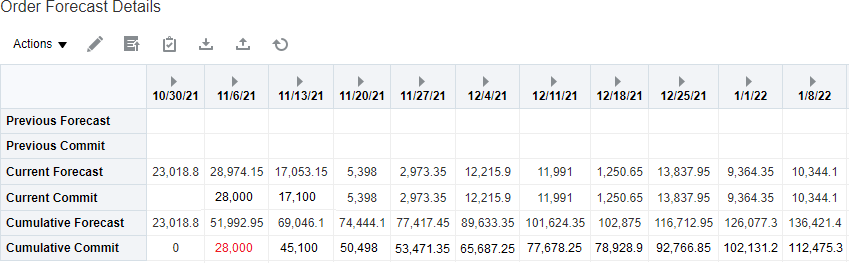 Order Forecast Details
Actions
10/30/21 11/6/21 11/13/21 11/20/21 11/27/21 12/4/21 12/11/21 12/18/21 12/25/21 1/1/22 1/8/22
Previous Forecast
Previous Commit
Current Forecast 23,018.8 28,974.15 17,053.15 5,398 2,973.35 12,215.9 11,991 1,250.65 13,837.95 9,364.35 10,344.1
Current Commit 28,000 17,100 5,398 2,973.35 12,215.9 11,991 1,250.65 13,837.95 9,364.35 10,344.1
Cumulative Forecast 23,018.8 51,992.95 69,046.1 74,444.1 77,417.45 89,633.35 101,624.35 102,875 116,712.95 126,077.3 136,421.4
Cumulative Commit 0 28,000 45,100 50,498 53,471.35 65,687.25 77,678.25 78,928.9 92,766.85 102,131.2 112,475.3